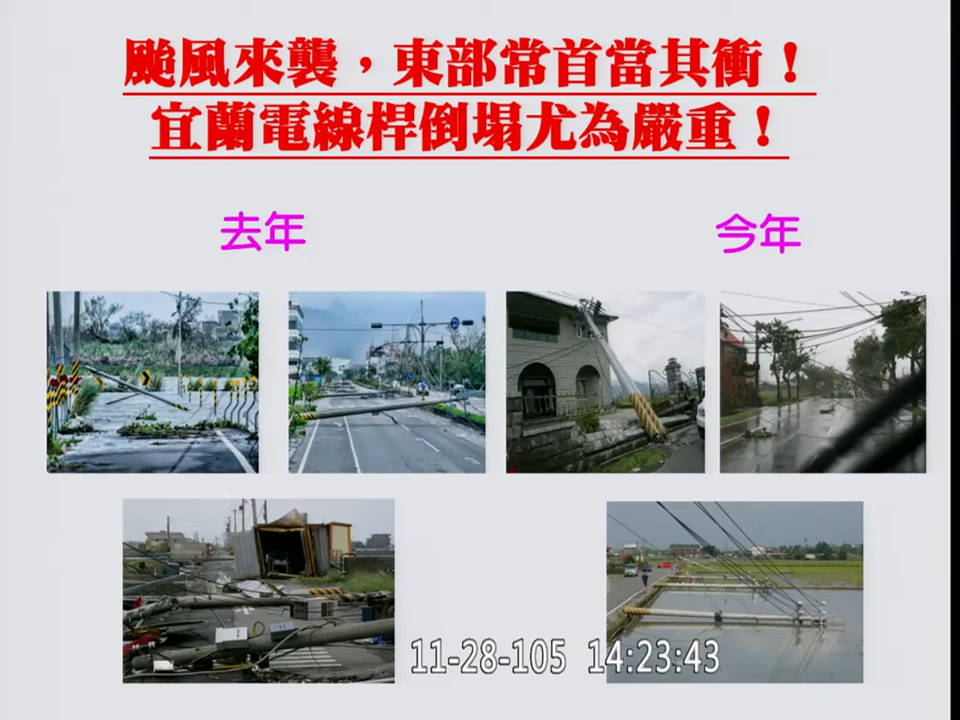 颱風來襲，東部常首當其衝！
宜蘭電線桿倒塌尤為嚴重！
去年
今年
11-28-105 14:23:43